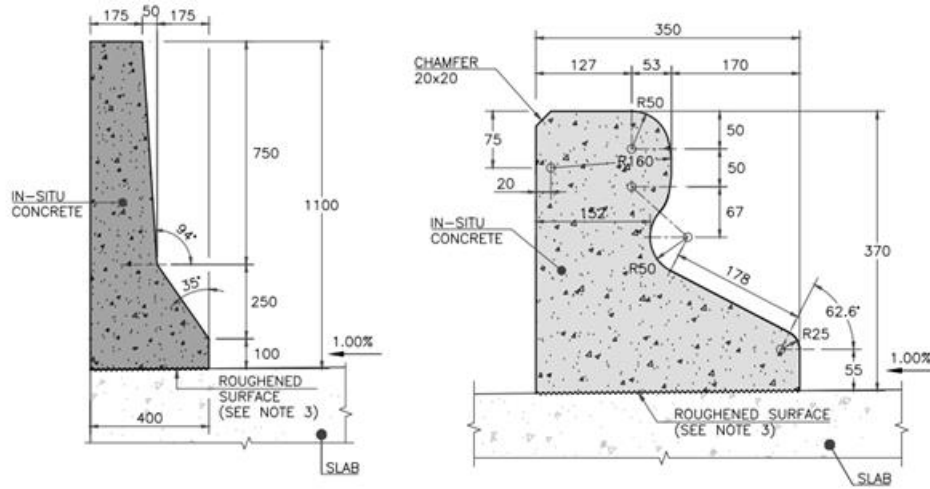 175 50 175
750
1100
IN-SITU
CONCRETE
94°
35°
250
100
1.00%
ROUGHENED
SURFACE
(SEE NOTE 3)
400
SLAB
350
CHAMFER
20x20
127 53 170
R50
75
50
R160
50
20
152
67
IN-SITU
CONCRETE
R50
178
370
62.6°
R25
1.00%
55
ROUGHENED SURFACE
(SEE NOTE 3)
SLAB